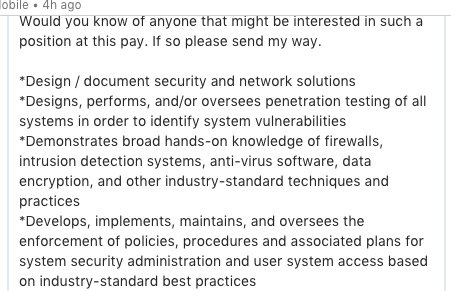 obile • 4h ago
Would you know of anyone that might be interested in such a
position at this pay. If so please send my way.
*Design / document security and network solutions
*Designs, performs, and/or oversees penetration testing of all
systems in order to identify system vulnerabilities
*Demonstrates broad hands-on knowledge of firewalls,
intrusion detection systems, anti-virus software, data
encryption, and other industry-standard techniques and
practices
*Develops, implements, maintains, and oversees the
enforcement of policies, procedures and associated plans for
system security administration and user system access based
on industry-standard best practices